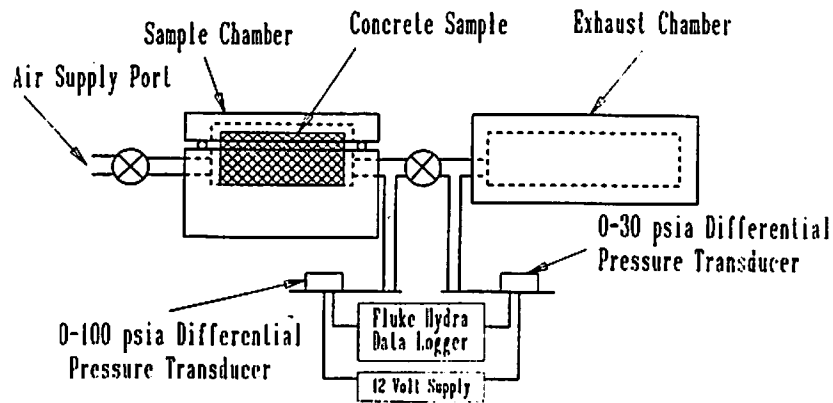 Sample Chamber
Concrete Sample
Exhaust Chamber
Air Supply Port
0-30 psia Differential
Pressure Transducer
0-100 psia Differential
Pressure Transducer
Fluke Hydra
Data Logger
12 Volt Supply